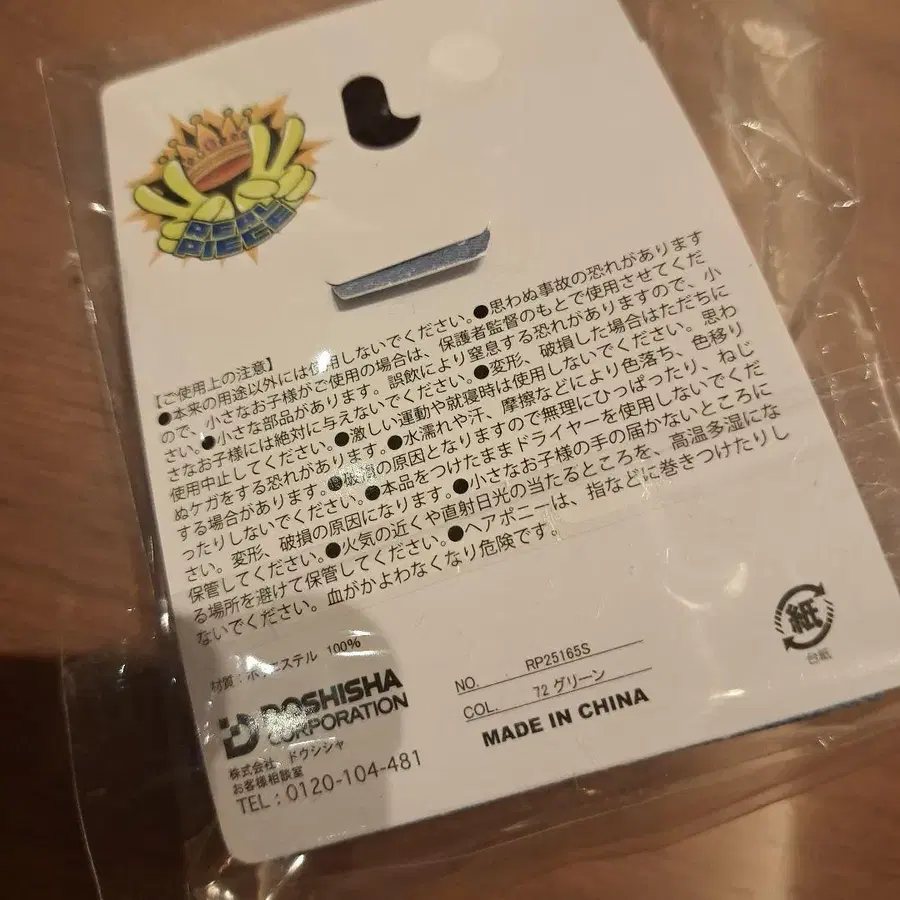 REAL
PIECE
【ご使用上の注意】
●本来の用途以外には使用しないでください。●思わぬ事故の恐れがあります
ので、小さなお子様がご使用の場合は、保護者監督のもとで使用させてくだ
さい。●小さな部品があります。誤飲により窒息する恐れがありますので、小
さなお子様には絶対に与えないでください。●変形、破損した場合はただちに
使用中止してください。●激しい運動や就寝時は使用しないでください。思わ
ぬケガをする恐れがあります。●水濡れや汗、摩擦などにより色落ち、色移り
する場合があります。●破損の原因となりますので無理にひっぱったり、ねじ
ったりしないでください。●本品をつけたままドライヤーを使用しないでくだ
さい。変形、破損の原因になります。●小さなお子様の手の届かないところに
保管してください。●火気の近くや直射日光の当たるところを、高温多湿にな
る場所を避けて保管してください。●ヘアポニーは、指などに巻きつけたりし
ないでください。血がかよわなくなり危険です。
材質：ポリエステル 100%
DOSHISHA
CORPORATION
株式会社 ドウシシャ
お客様相談室
TEL：0120-104-481
NO. RP25165S
COL. 72 グリーン
MADE IN CHINA
紙
台紙